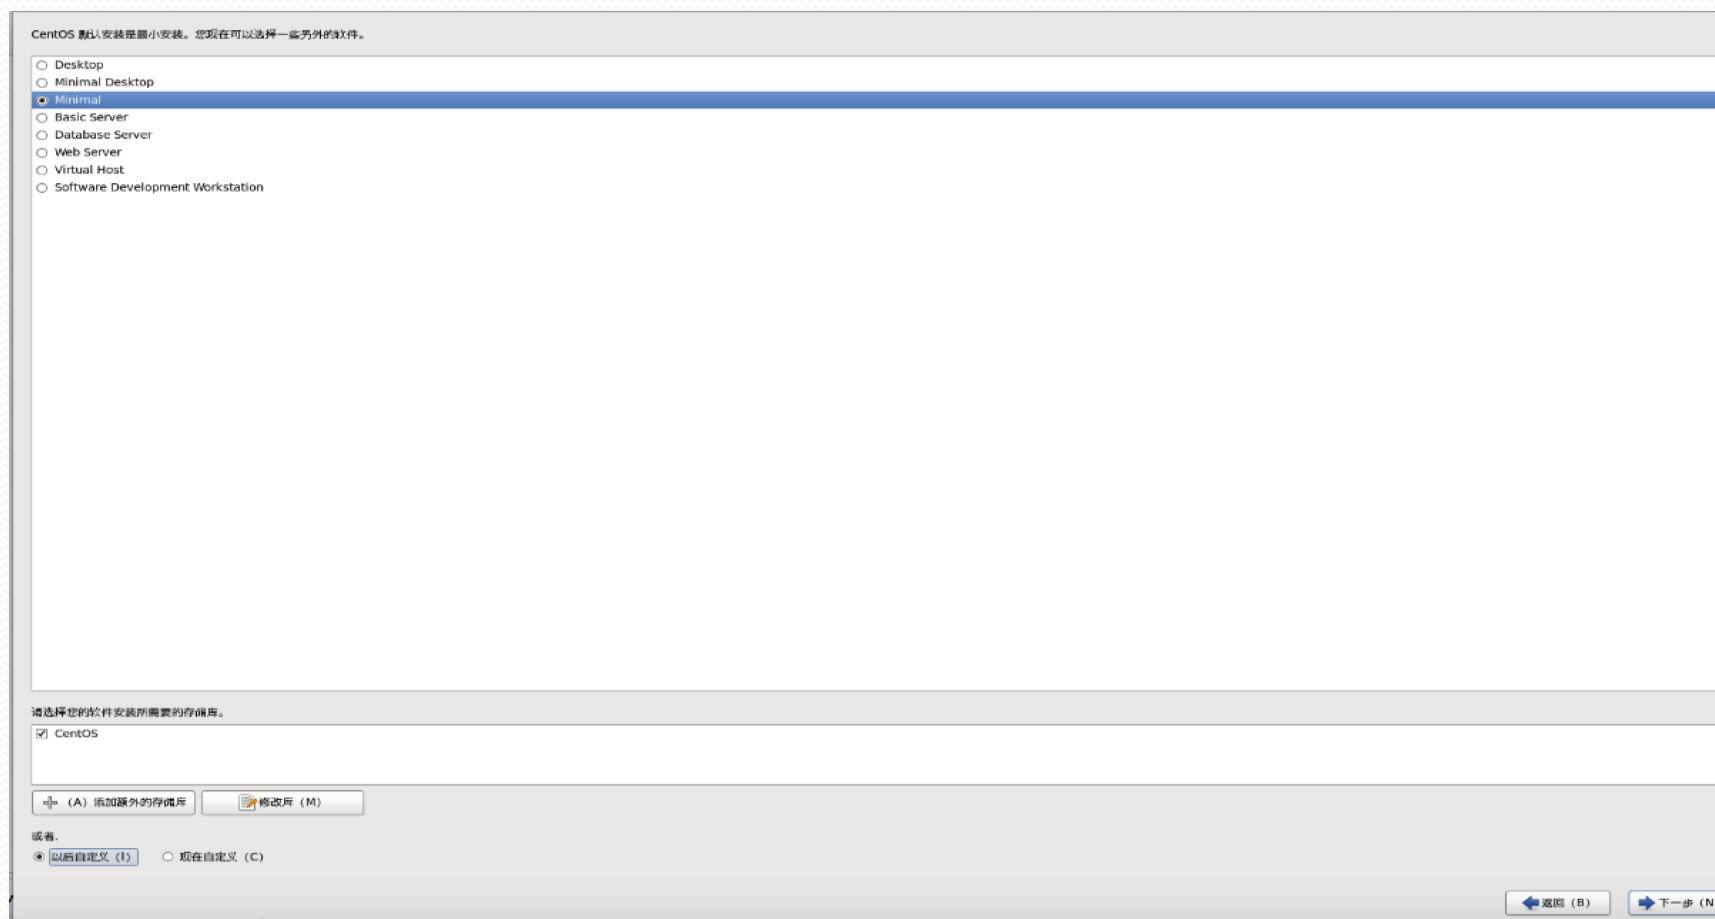 CentOS 默认安装是最小安装。您现在可以选择一些另外的软件。
Desktop
Minimal Desktop
Minimal
Basic Server
Database Server
Web Server
Virtual Host
Software Development Workstation
请选择您的软件安装所需要的存储库。
CentOS
(A) 添加额外的存储库 修改库 (M)
或者.
以后自定义 (l) 现在自定义 (C)
返回 (B) 下一步 (N